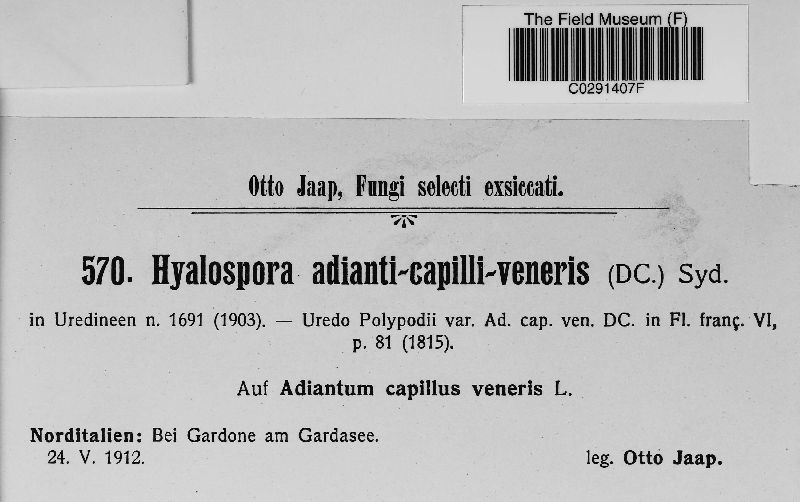 The Field Museum (F)
C0291407F
Otto Jaap, Fungi selecti exsiccati.
570. Hyalospora adianti-capilli-veneris (DC.) Syd.
in Uredineen n. 1691 (1903). — Uredo Polypodii var. Ad. cap. ven. DC. in Fl. franç. VI,
p. 81 (1815).
Auf Adiantum capillus veneris L.
Norditalien: Bei Gardone am Gardasee.
24. V. 1912.
leg. Otto Jaap.